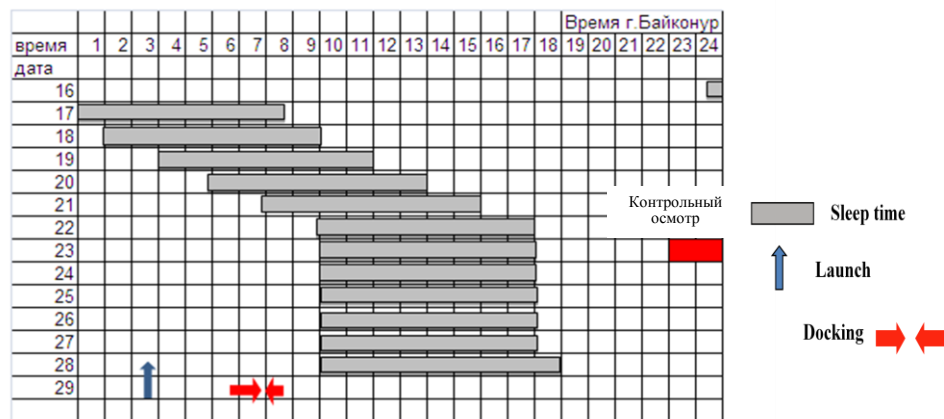 Время г.Байконур
время 1 2 3 4 5 6 7 8 9 10 11 12 13 14 15 16 17 18 19 20 21 22 23 24
дата
16
17
18
19
20
21
22
23
24
25
26
27
28
29
Контрольный
осмотр
Sleep time
Launch
Docking